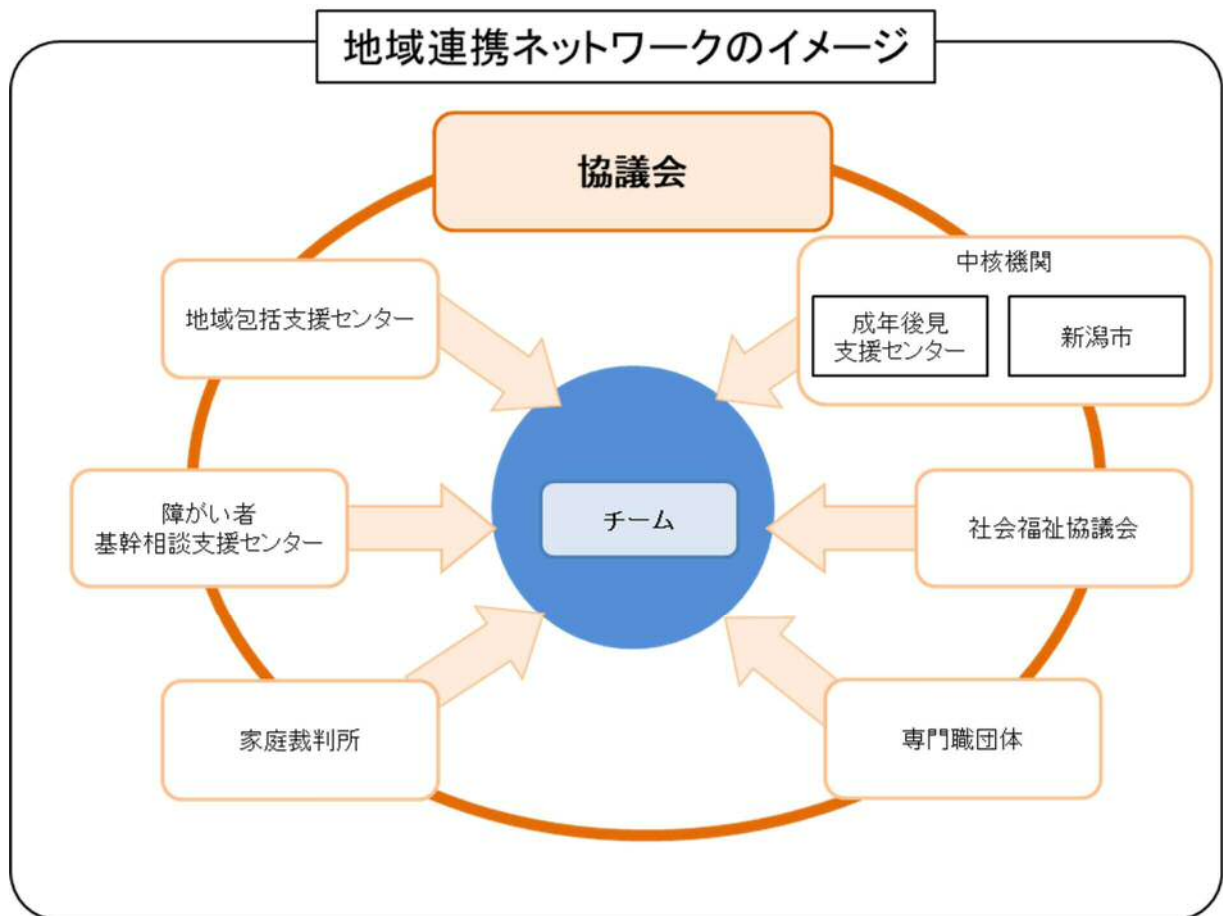 地域連携ネットワークのイメージ
協議会
中核機関
成年後見
支援センター
新潟市
地域包括支援センター
チーム
障がい者
基幹相談支援センター
社会福祉協議会
家庭裁判所
専門職団体